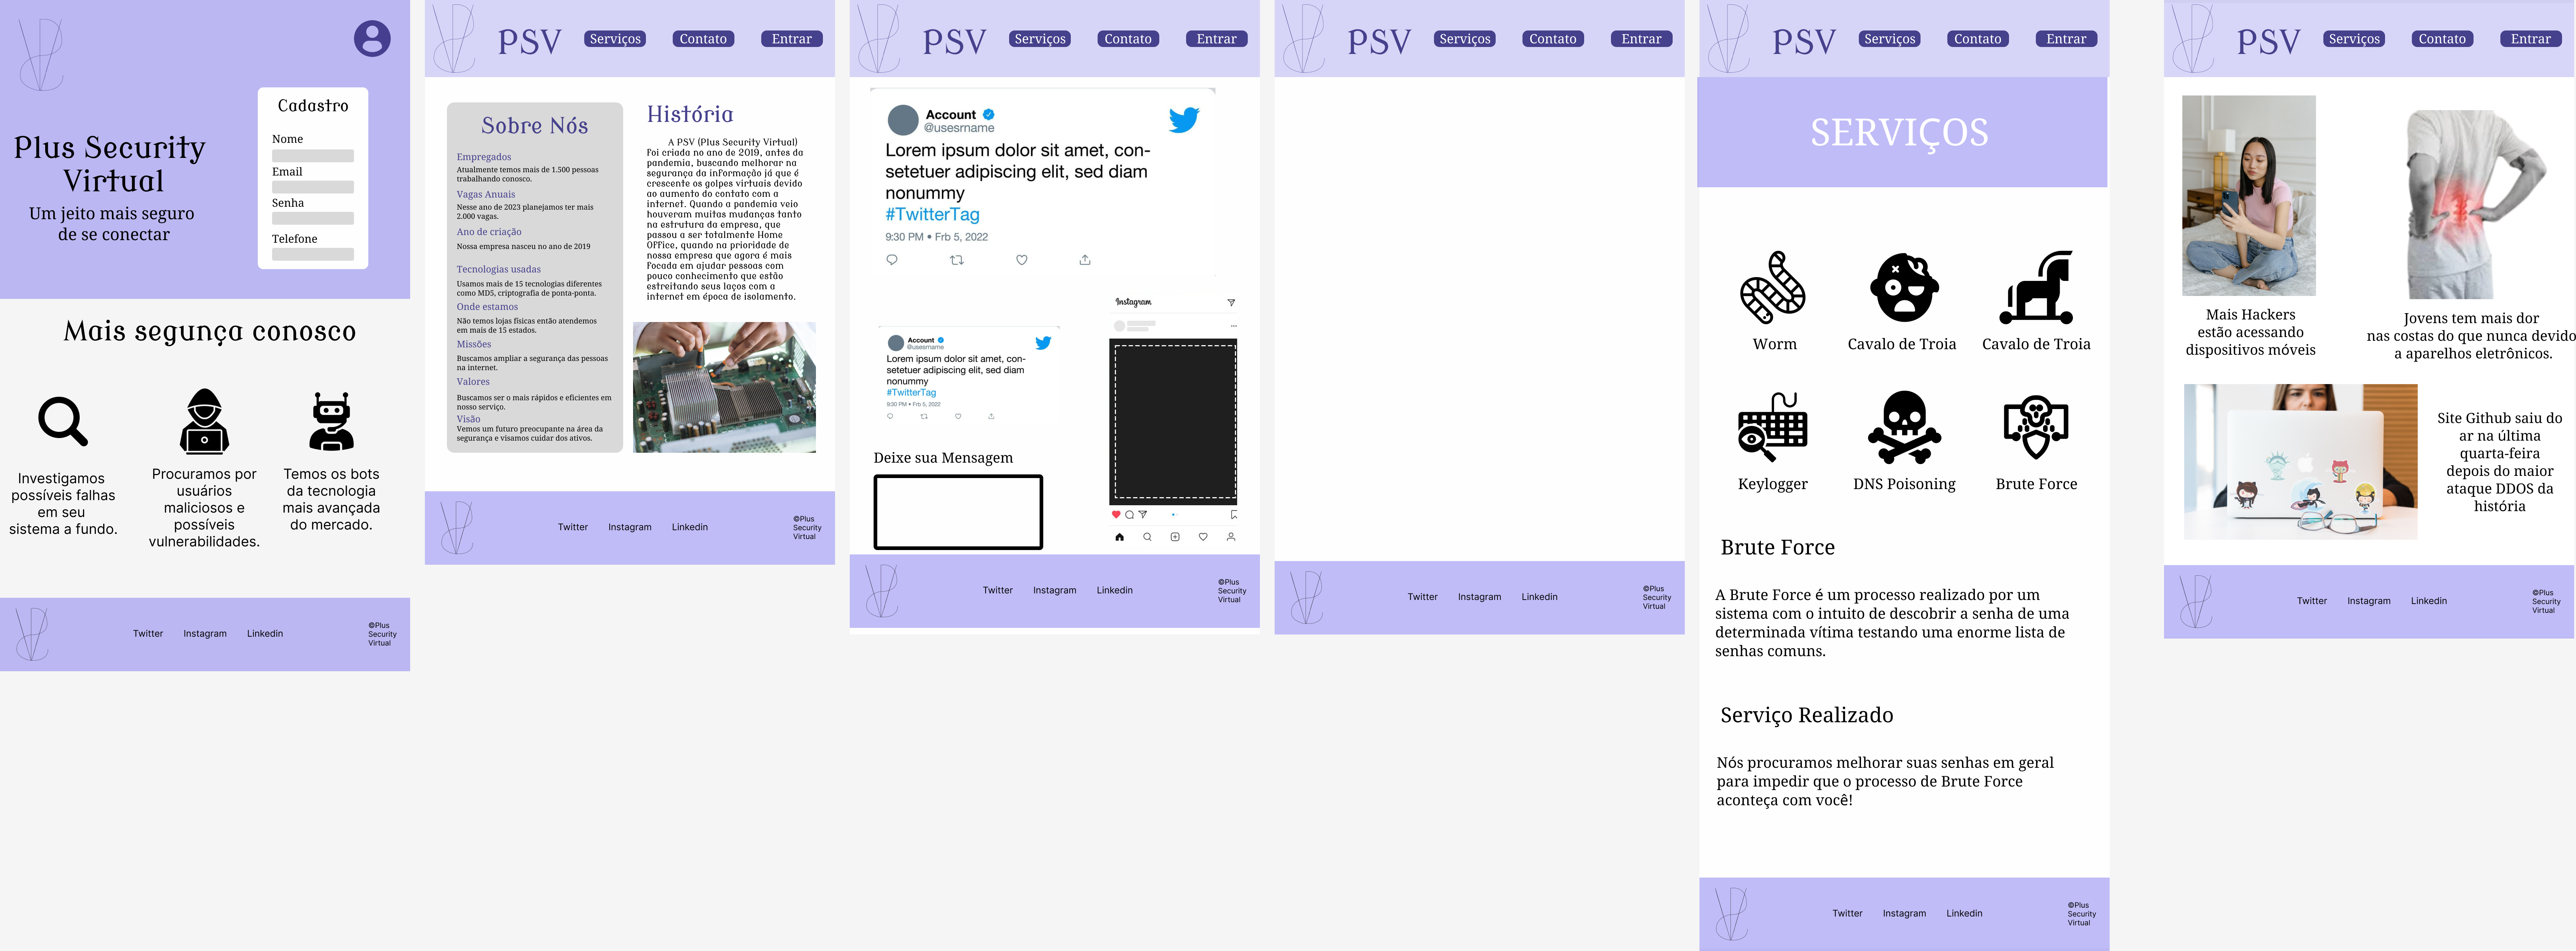 Plus Security
Virtual
Um jeito mais seguro
de se conectar
Cadastro
Nome
Email
Senha
Telefone
Mais segunça conosco
Investigamos
possíveis falhas
em seu
sistema a fundo.
Procuramos por
usuários
maliciosos e
possíveis
vulnerabilidades.
Temos os bots
da tecnologia
mais avançada
do mercado.
Twitter Instagram Linkedin
©Plus
Security
Virtual
PSV Serviços Contato Entrar
Sobre Nós
Empregados
Atualmente temos mais de 1.500 pessoas
trabalhando conosco.
Vagas Anuais
Nesse ano de 2023 planejamos ter mais
2.000 vagas.
Ano de criação
Nossa empresa nasceu no ano de 2019
Tecnologias usadas
Usamos mais de 15 tecnologias diferentes
como MD5, criptografia de ponta-ponta.
Onde estamos
Não temos lojas físicas então atendemos
em mais de 15 estados.
Missões
Buscamos ampliar a segurança das pessoas
na internet.
Valores
Buscamos ser o mais rápidos e eficientes em
nosso serviço.
Visão
Vemos um futuro preocupante na área da
segurança e visamos cuidar dos ativos.
História
A PSV (Plus Security Virtual)
Foi criada no ano de 2019, antes da
pandemia, buscando melhorar na
segurança da informação já que é
crescente os golpes virtuais devido
ao aumento do contato com a
internet. Quando a pandemia veio
houveram muitas mudanças tanto
na estrutura da empresa, que
passou a ser totalmente Home
Office, quando na prioridade de
nossa empresa que agora é mais
focada em ajudar pessoas com
pouco conhecimento que estão
estreitando seus laços com a
internet em época de isolamento.
Twitter Instagram Linkedin
©Plus
Security
Virtual
PSV Serviços Contato Entrar
Account
@usesrname
Lorem ipsum dolor sit amet, con-
setetuer adipiscing elit, sed diam
nonummy
#TwitterTag
9:30 PM • Frb 5, 2022
Account
@usesrname
Lorem ipsum dolor sit amet, con-
setetuer adipiscing elit, sed diam
nonummy
#TwitterTag
9:30 PM • Frb 5, 2022
Instagram
Deixe sua Mensagem
Twitter Instagram Linkedin
©Plus
Security
Virtual
PSV Serviços Contato Entrar
Twitter Instagram Linkedin
©Plus
Security
Virtual
PSV Serviços Contato Entrar
SERVIÇOS
Worm Cavalo de Troia Cavalo de Troia
Keylogger DNS Poisoning Brute Force
Brute Force
A Brute Force é um processo realizado por um
sistema com o intuito de descobrir a senha de uma
determinada vítima testando uma enorme lista de
senhas comuns.
Serviço Realizado
Nós procuramos melhorar suas senhas em geral
para impedir que o processo de Brute Force
aconteça com você!
Twitter Instagram Linkedin
©Plus
Security
Virtual
PSV Serviços Contato Entrar
Mais Hackers
estão acessando
dispositivos móveis
Jovens tem mais dor
nas costas do que nunca devido
a aparelhos eletrônicos.
Site Github saiu do
ar na última
quarta-feira
depois do maior
ataque DDOS da
história
Twitter Instagram Linkedin
©Plus
Security
Virtual